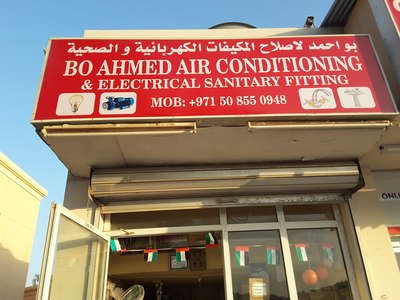 بو احمد لاصلاح المكيفات الكهربائية و الصحية
BO AHMED AIR CONDITIONING
& ELECTRICAL SANITARY FITTING
MOB: +971 50 855 0948